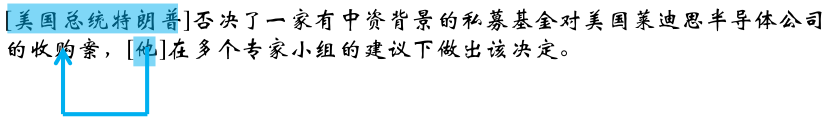 [美国总统特朗普]否决了一家有中资背景的私募基金对美国莱迪思半导体公司
的收购案，[他]在多个专家小组的建议下做出该决定。